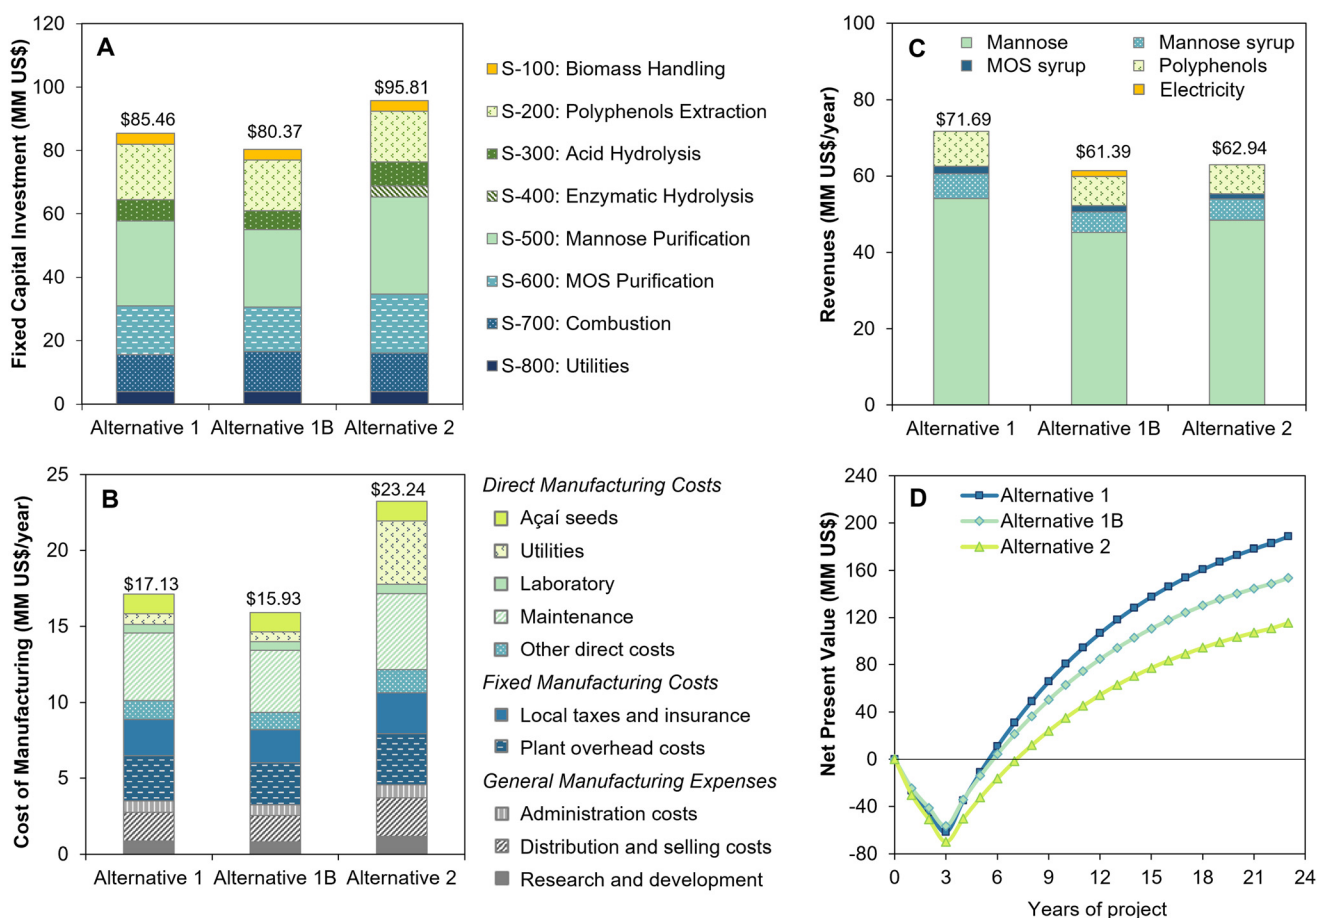 A
Fixed Capital Investment (MM US$)
120
100
80
60
40
20
0
$85.46
$80.37
$95.81
Alternative 1
Alternative 1B
Alternative 2
S-100: Biomass Handling
S-200: Polyphenols Extraction
S-300: Acid Hydrolysis
S-400: Enzymatic Hydrolysis
S-500: Mannose Purification
S-600: MOS Purification
S-700: Combustion
S-800: Utilities
C
Revenues (MM US$/year)
100
80
60
40
20
0
Mannose
Mannose syrup
MOS syrup
Polyphenols
Electricity
$71.69
$61.39
$62.94
Alternative 1
Alternative 1B
Alternative 2
B
Cost of Manufacturing (MM US$/year)
25
20
15
10
5
0
$17.13
$15.93
$23.24
Alternative 1
Alternative 1B
Alternative 2
Direct Manufacturing Costs
Açaí seeds
Utilities
Laboratory
Maintenance
Other direct costs
Fixed Manufacturing Costs
Local taxes and insurance
Plant overhead costs
General Manufacturing Expenses
Administration costs
Distribution and selling costs
Research and development
D
Net Present Value (MM US$)
240
200
160
120
80
40
0
-40
-80
Alternative 1
Alternative 1B
Alternative 2
0 3 6 9 12 15 18 21 24
Years of project